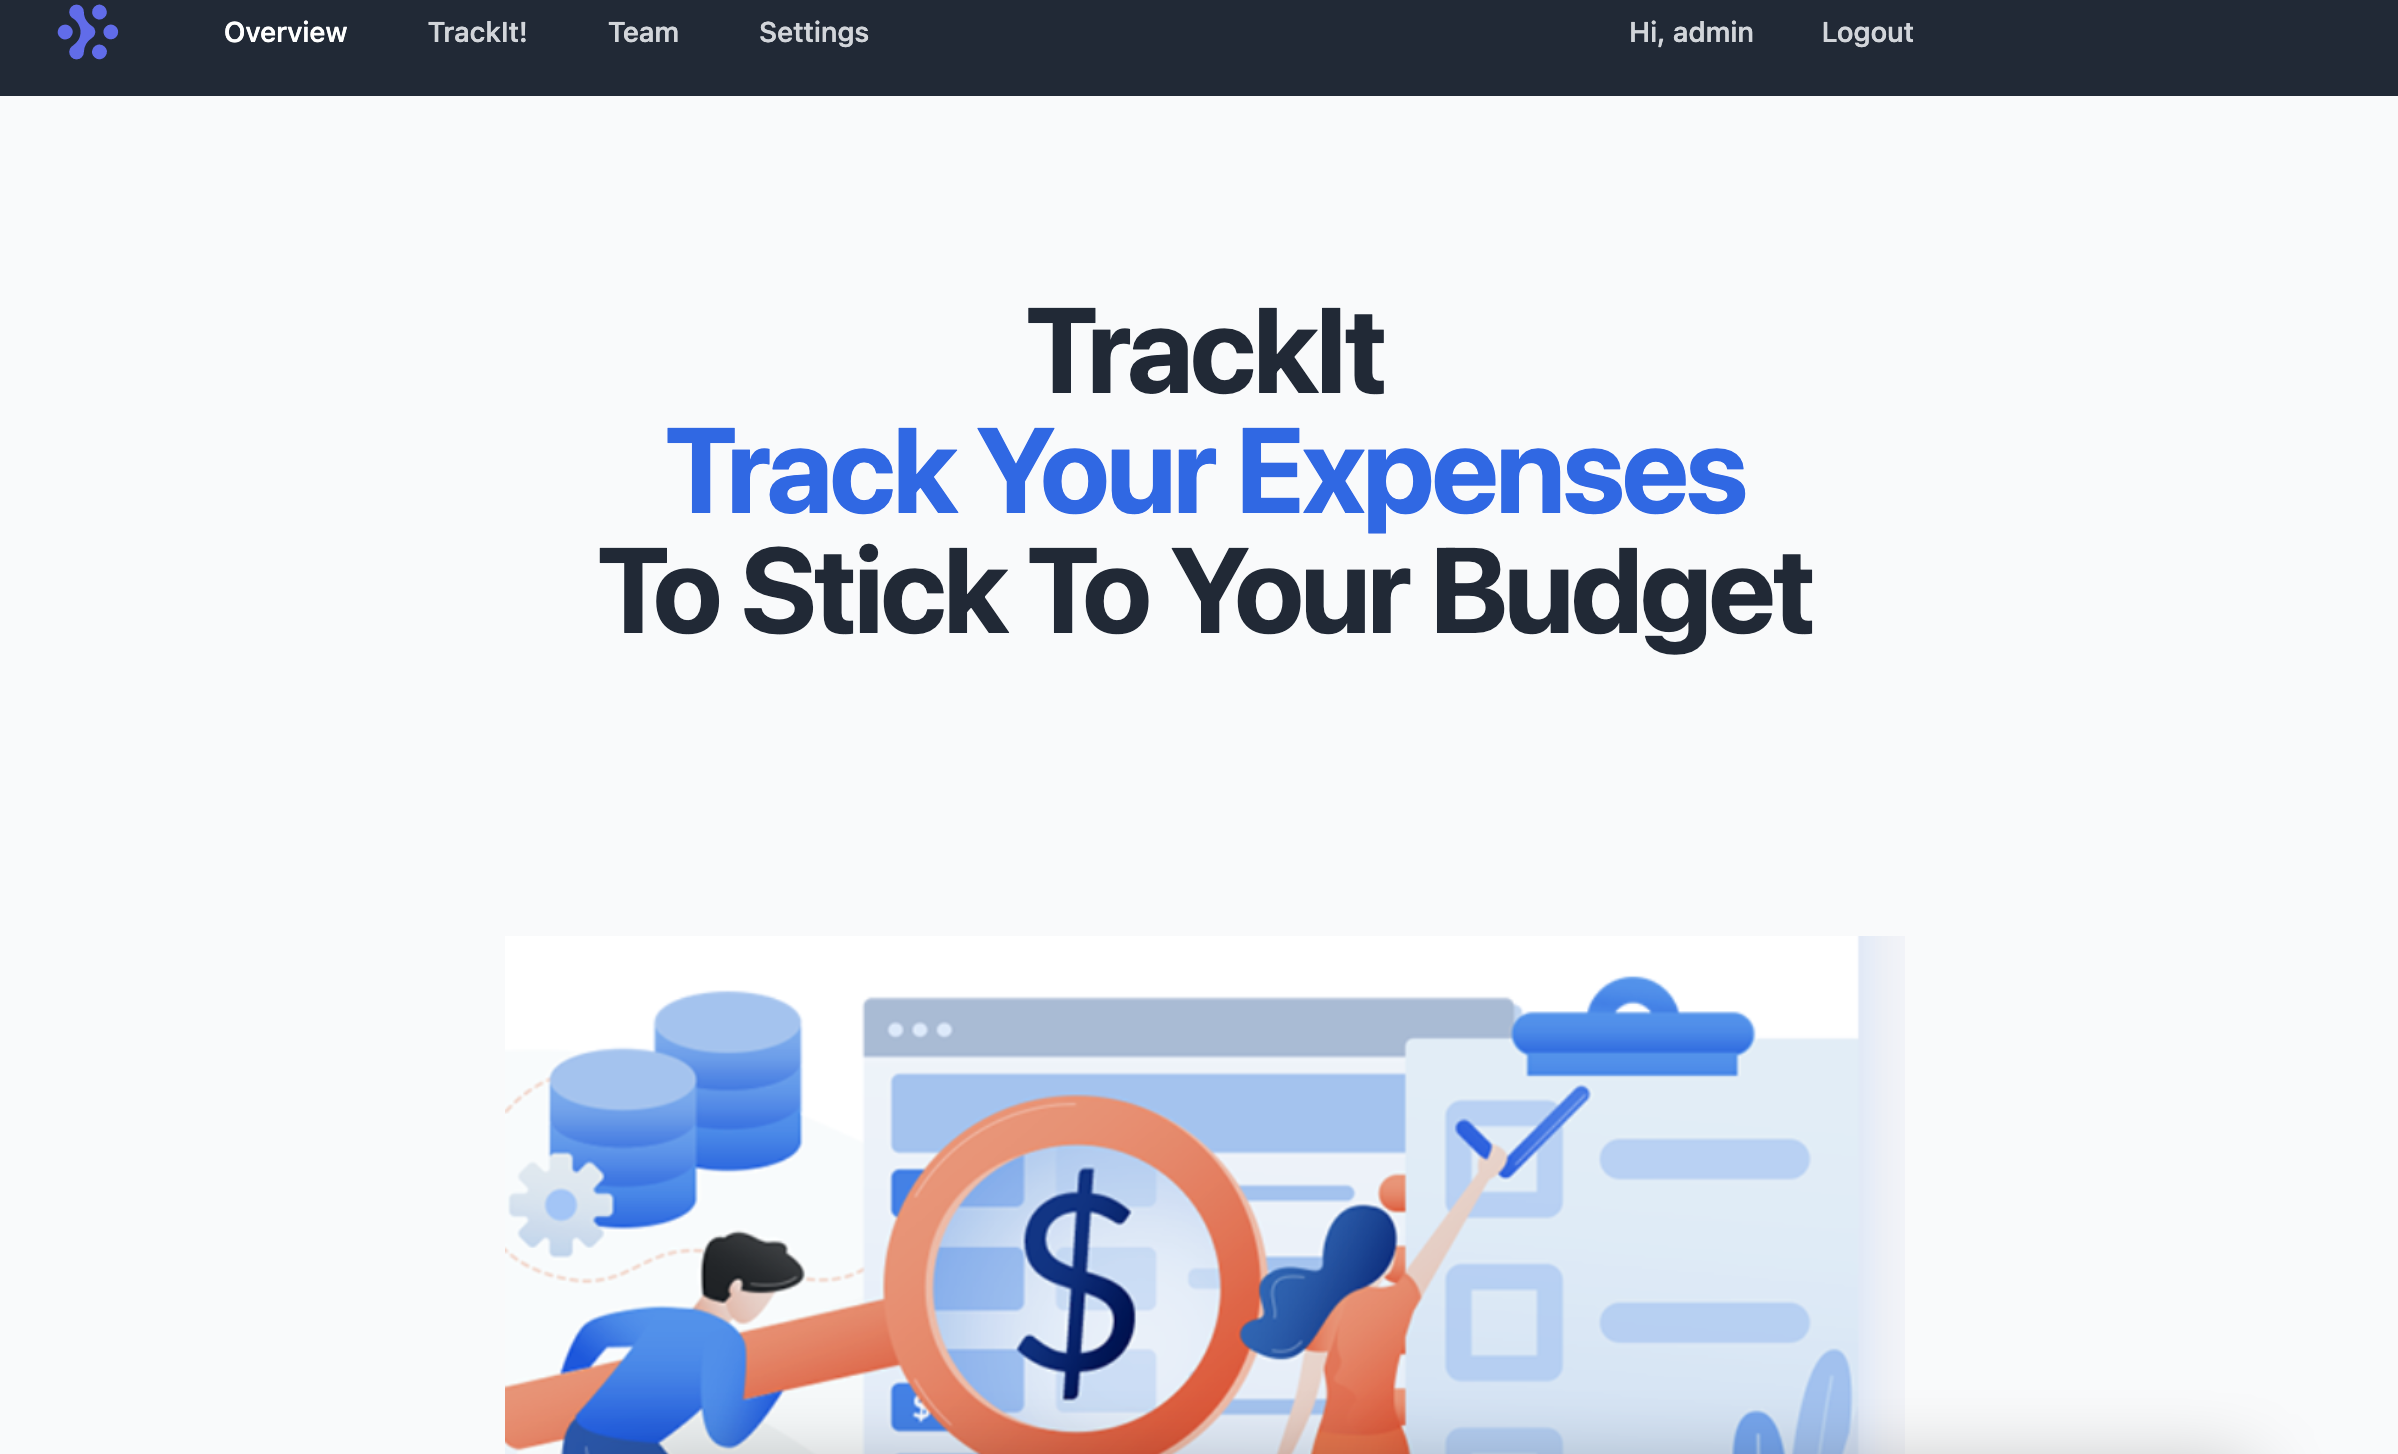 Overview TrackIt! Team Settings Hi, admin Logout
TrackIt
Track Your Expenses
To Stick To Your Budget
$
$